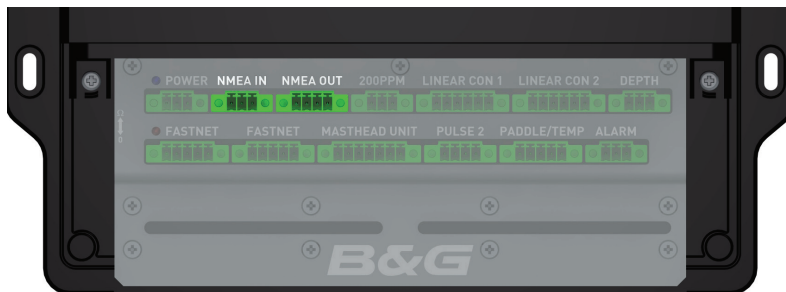 POWER NMEA IN NMEA OUT 200PPM LINEAR CON 1 LINEAR CON 2 DEPTH
FASTNET FASTNET MASTHEAD UNIT PULSE 2 PADDLE/TEMP ALARM
B&G